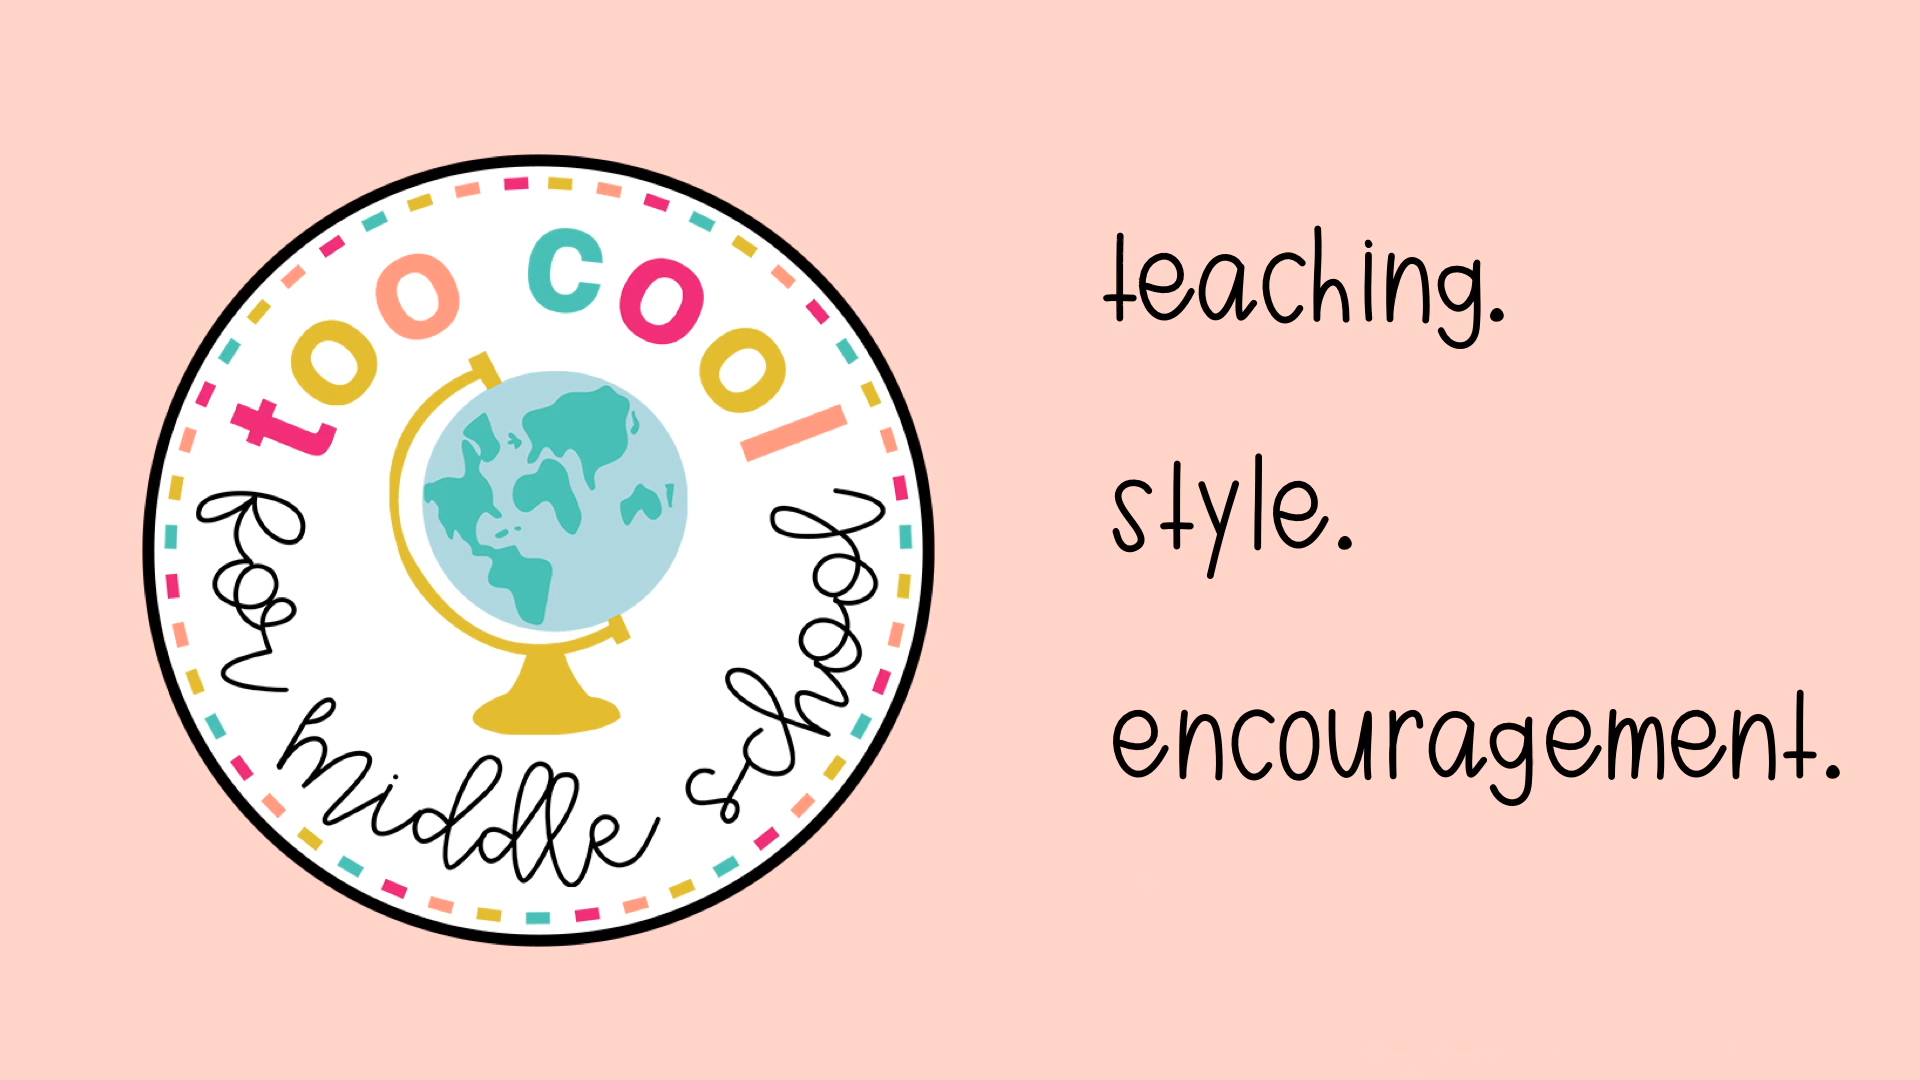 too cool
for middle school
teaching.
style.
encouragement.